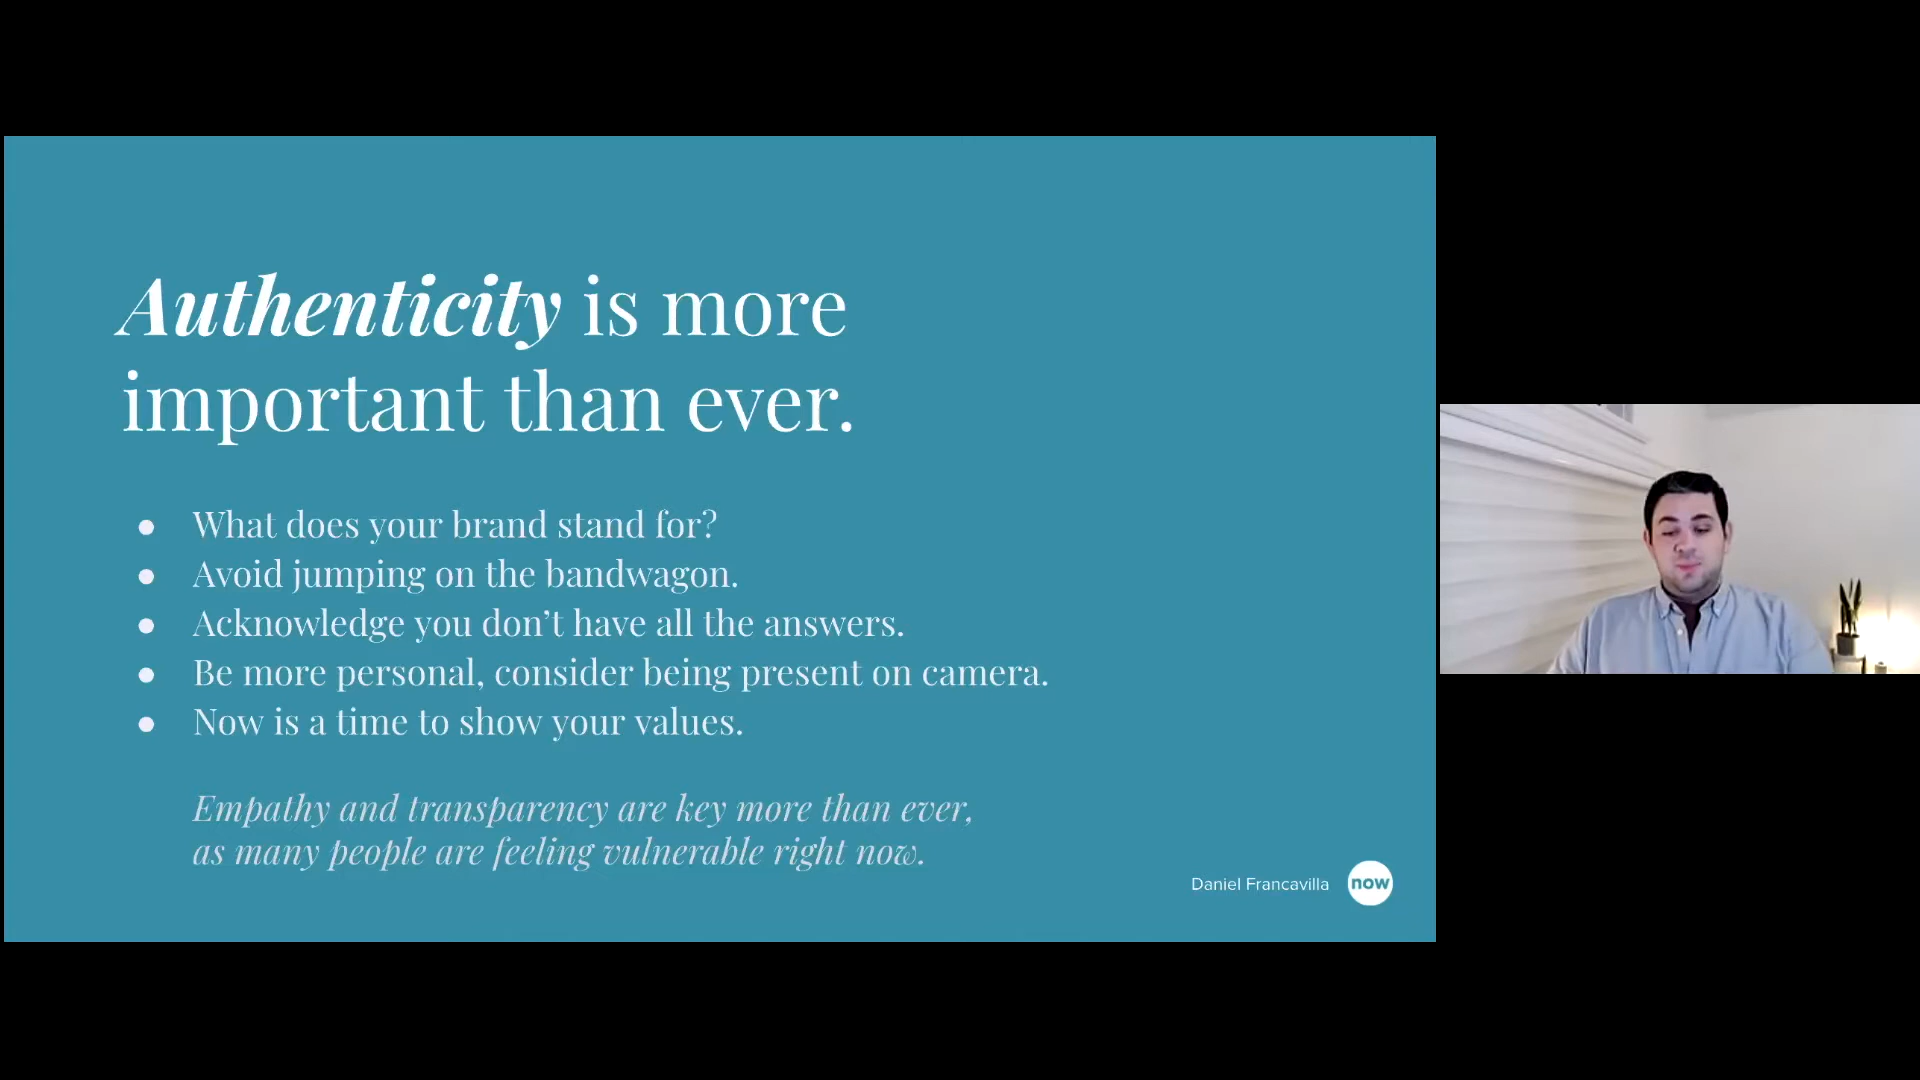 Authenticity is more
important than ever.
● What does your brand stand for?
● Avoid jumping on the bandwagon.
● Acknowledge you don’t have all the answers.
● Be more personal, consider being present on camera.
● Now is a time to show your values.
Empathy and transparency are key more than ever,
as many people are feeling vulnerable right now.
Daniel Francavilla now